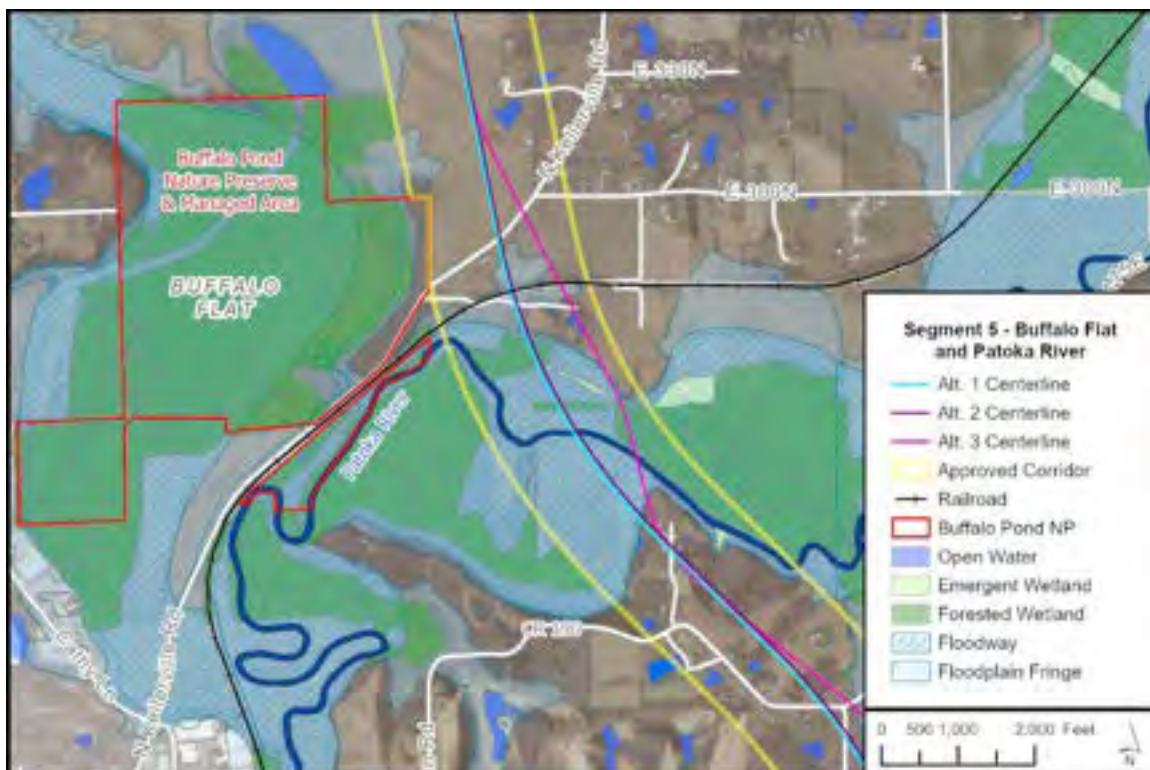 E 330N
E 300N
E 300N
Buffalo Pond
Nature Preserve
& Managed Area
BUFFALO
FLAT
Patoka River
Segment 5 - Buffalo Flat
and Patoka River
Alt. 1 Centerline
Alt. 2 Centerline
Alt. 3 Centerline
Approved Corridor
Railroad
Buffalo Pond NP
Open Water
Emergent Wetland
Forested Wetland
Floodway
Floodplain Fringe
0 500 1,000 2,000 Feet
N